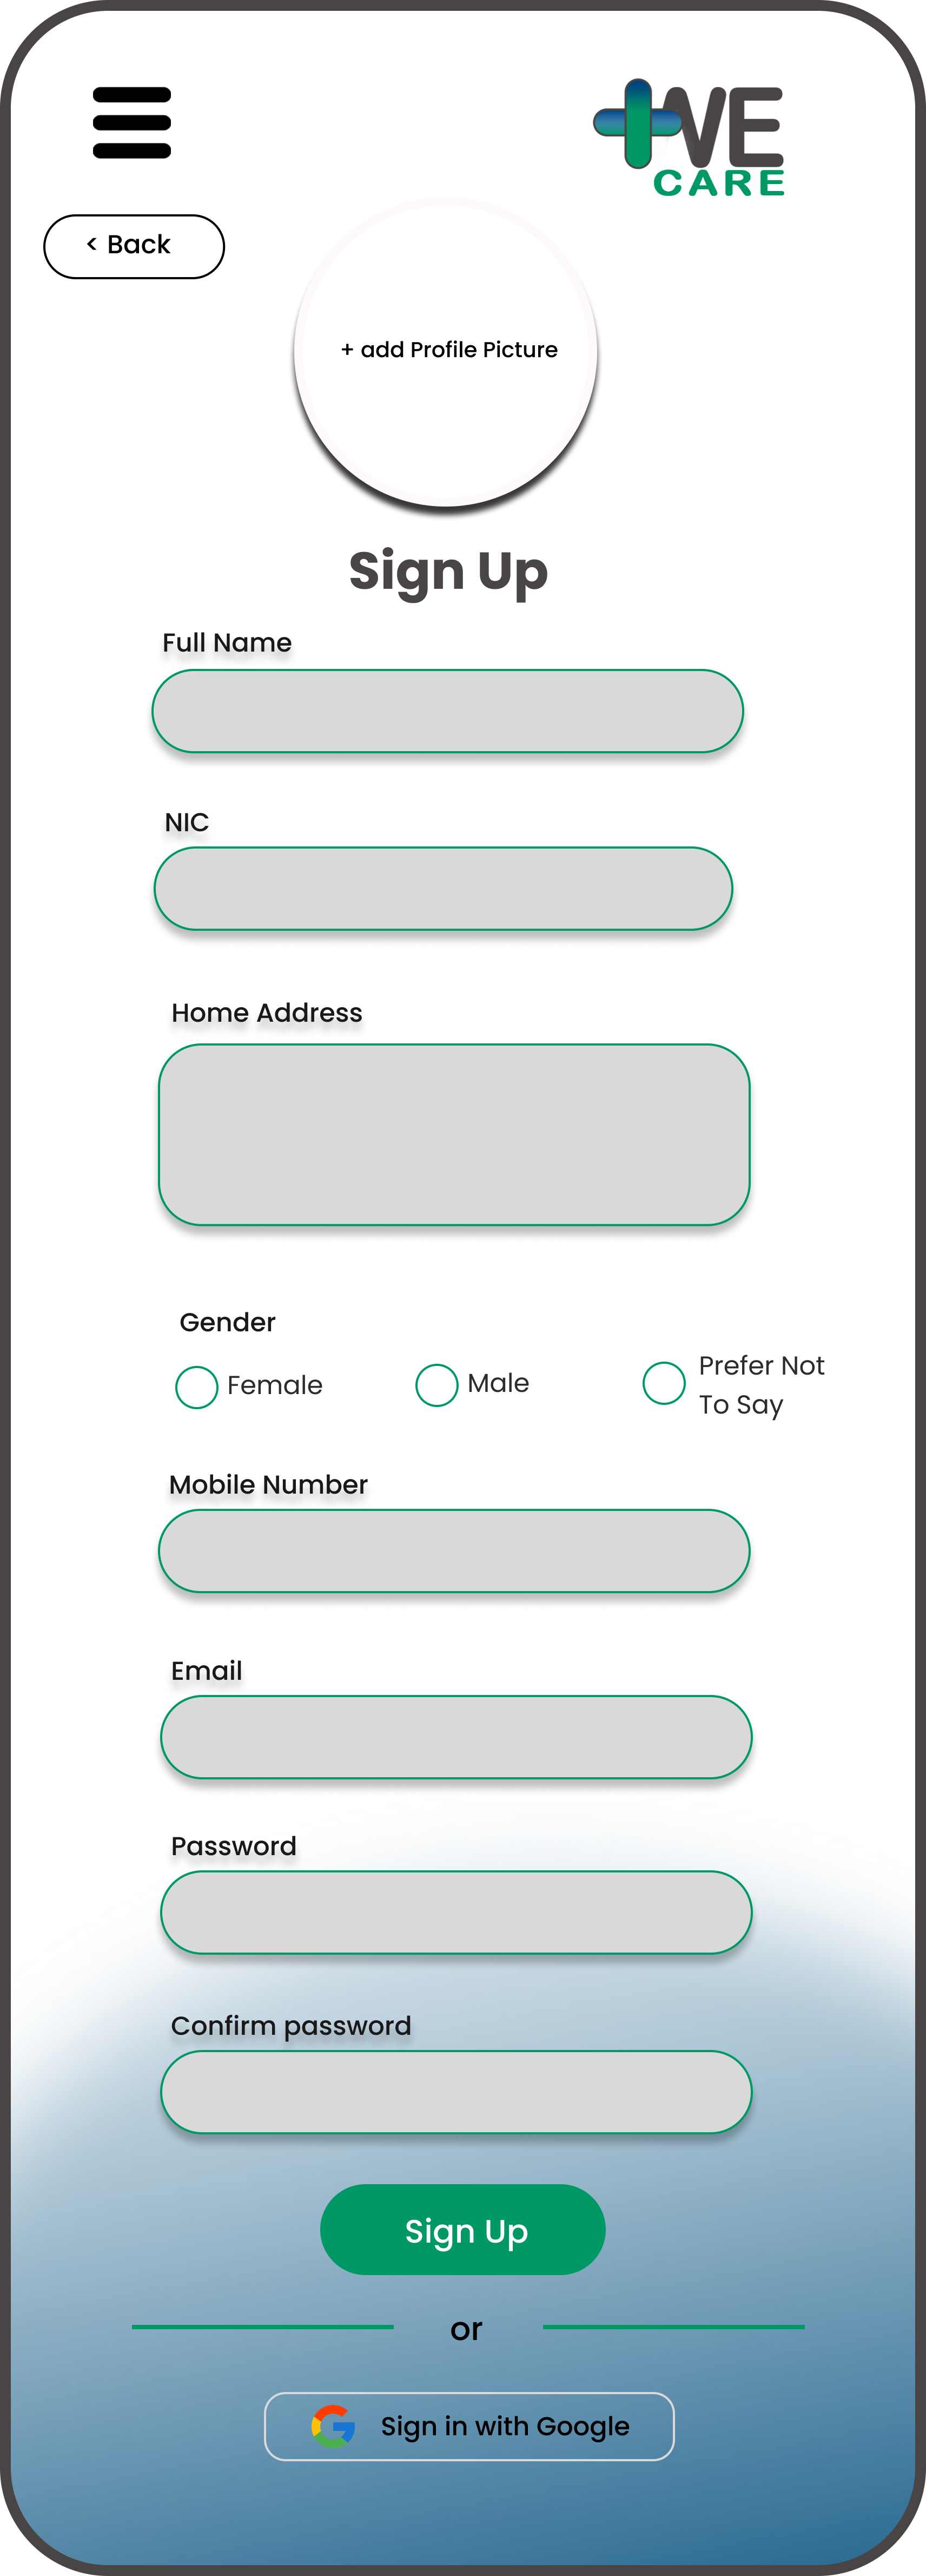 +VE
CARE
< Back
+ add Profile Picture
Sign Up
Full Name
NIC
Home Address
Gender
Female
Male
Prefer Not
To Say
Mobile Number
Email
Password
Confirm password
Sign Up
or
Sign in with Google